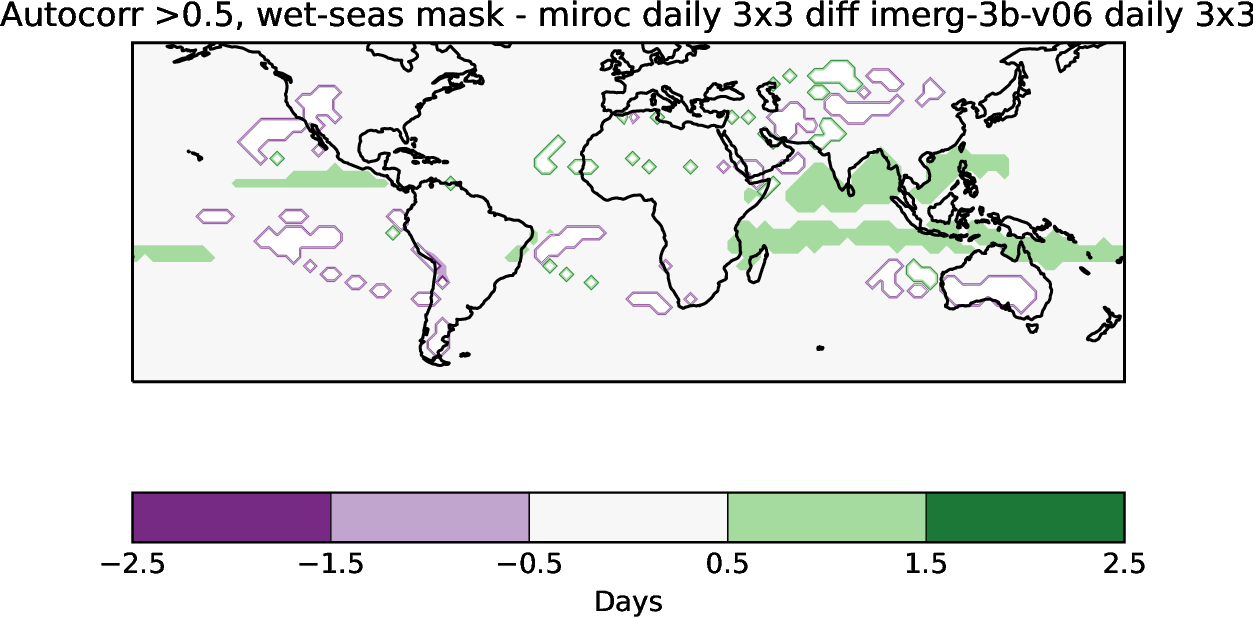 Autocorr >0.5, wet-seas mask - miroc daily 3x3 diff imerg-3b-v06 daily 3x3
−2.5 −1.5 −0.5 0.5 1.5 2.5
Days